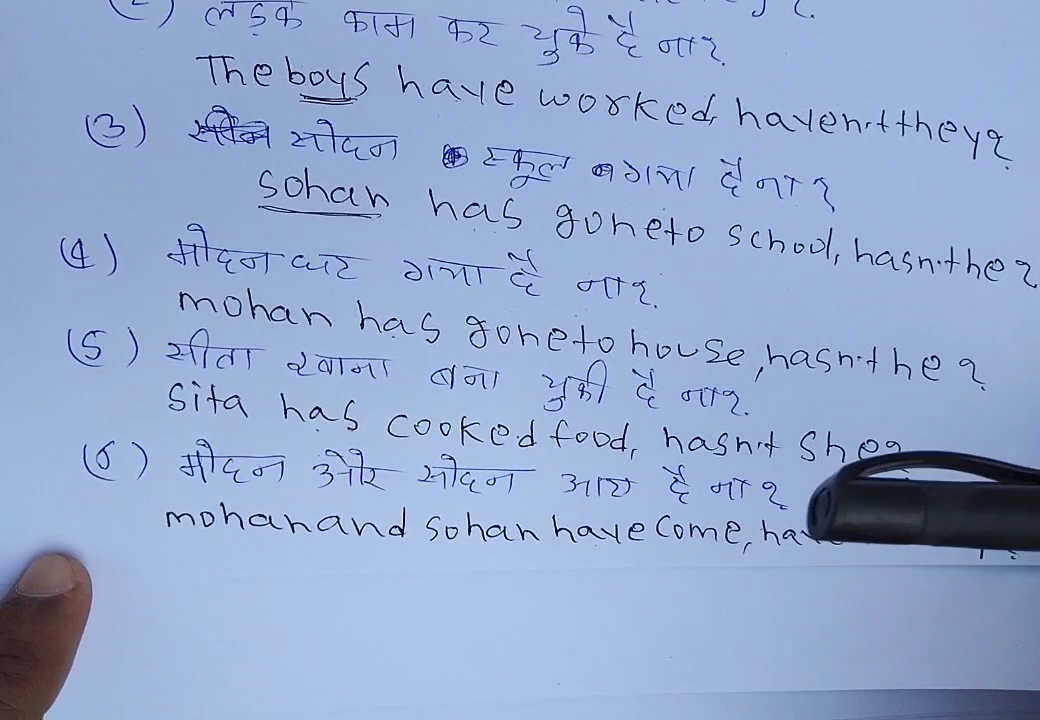 (2) लड़के काम कर चुके है ना?
The boys have worked, haven't they?
(3) सोहन स्कूल गया है ना?
Sohan has gone to school, hasn't he?
(4) मोहन घर गया है ना?
mohan has gone to house, hasn't he?
(5) सीता खाना बना चुकी है ना?
Sita has cooked food, hasn't she?
(6) मोहन और सोहन आए है ना?
mohan and sohan have come,